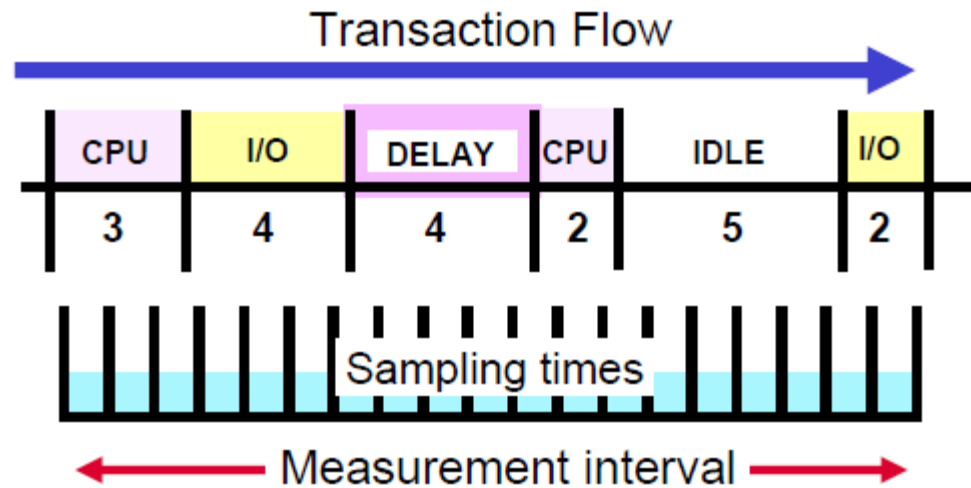 Transaction Flow
CPU I/O DELAY CPU IDLE I/O
3 4 4 2 5 2
Sampling times
Measurement interval